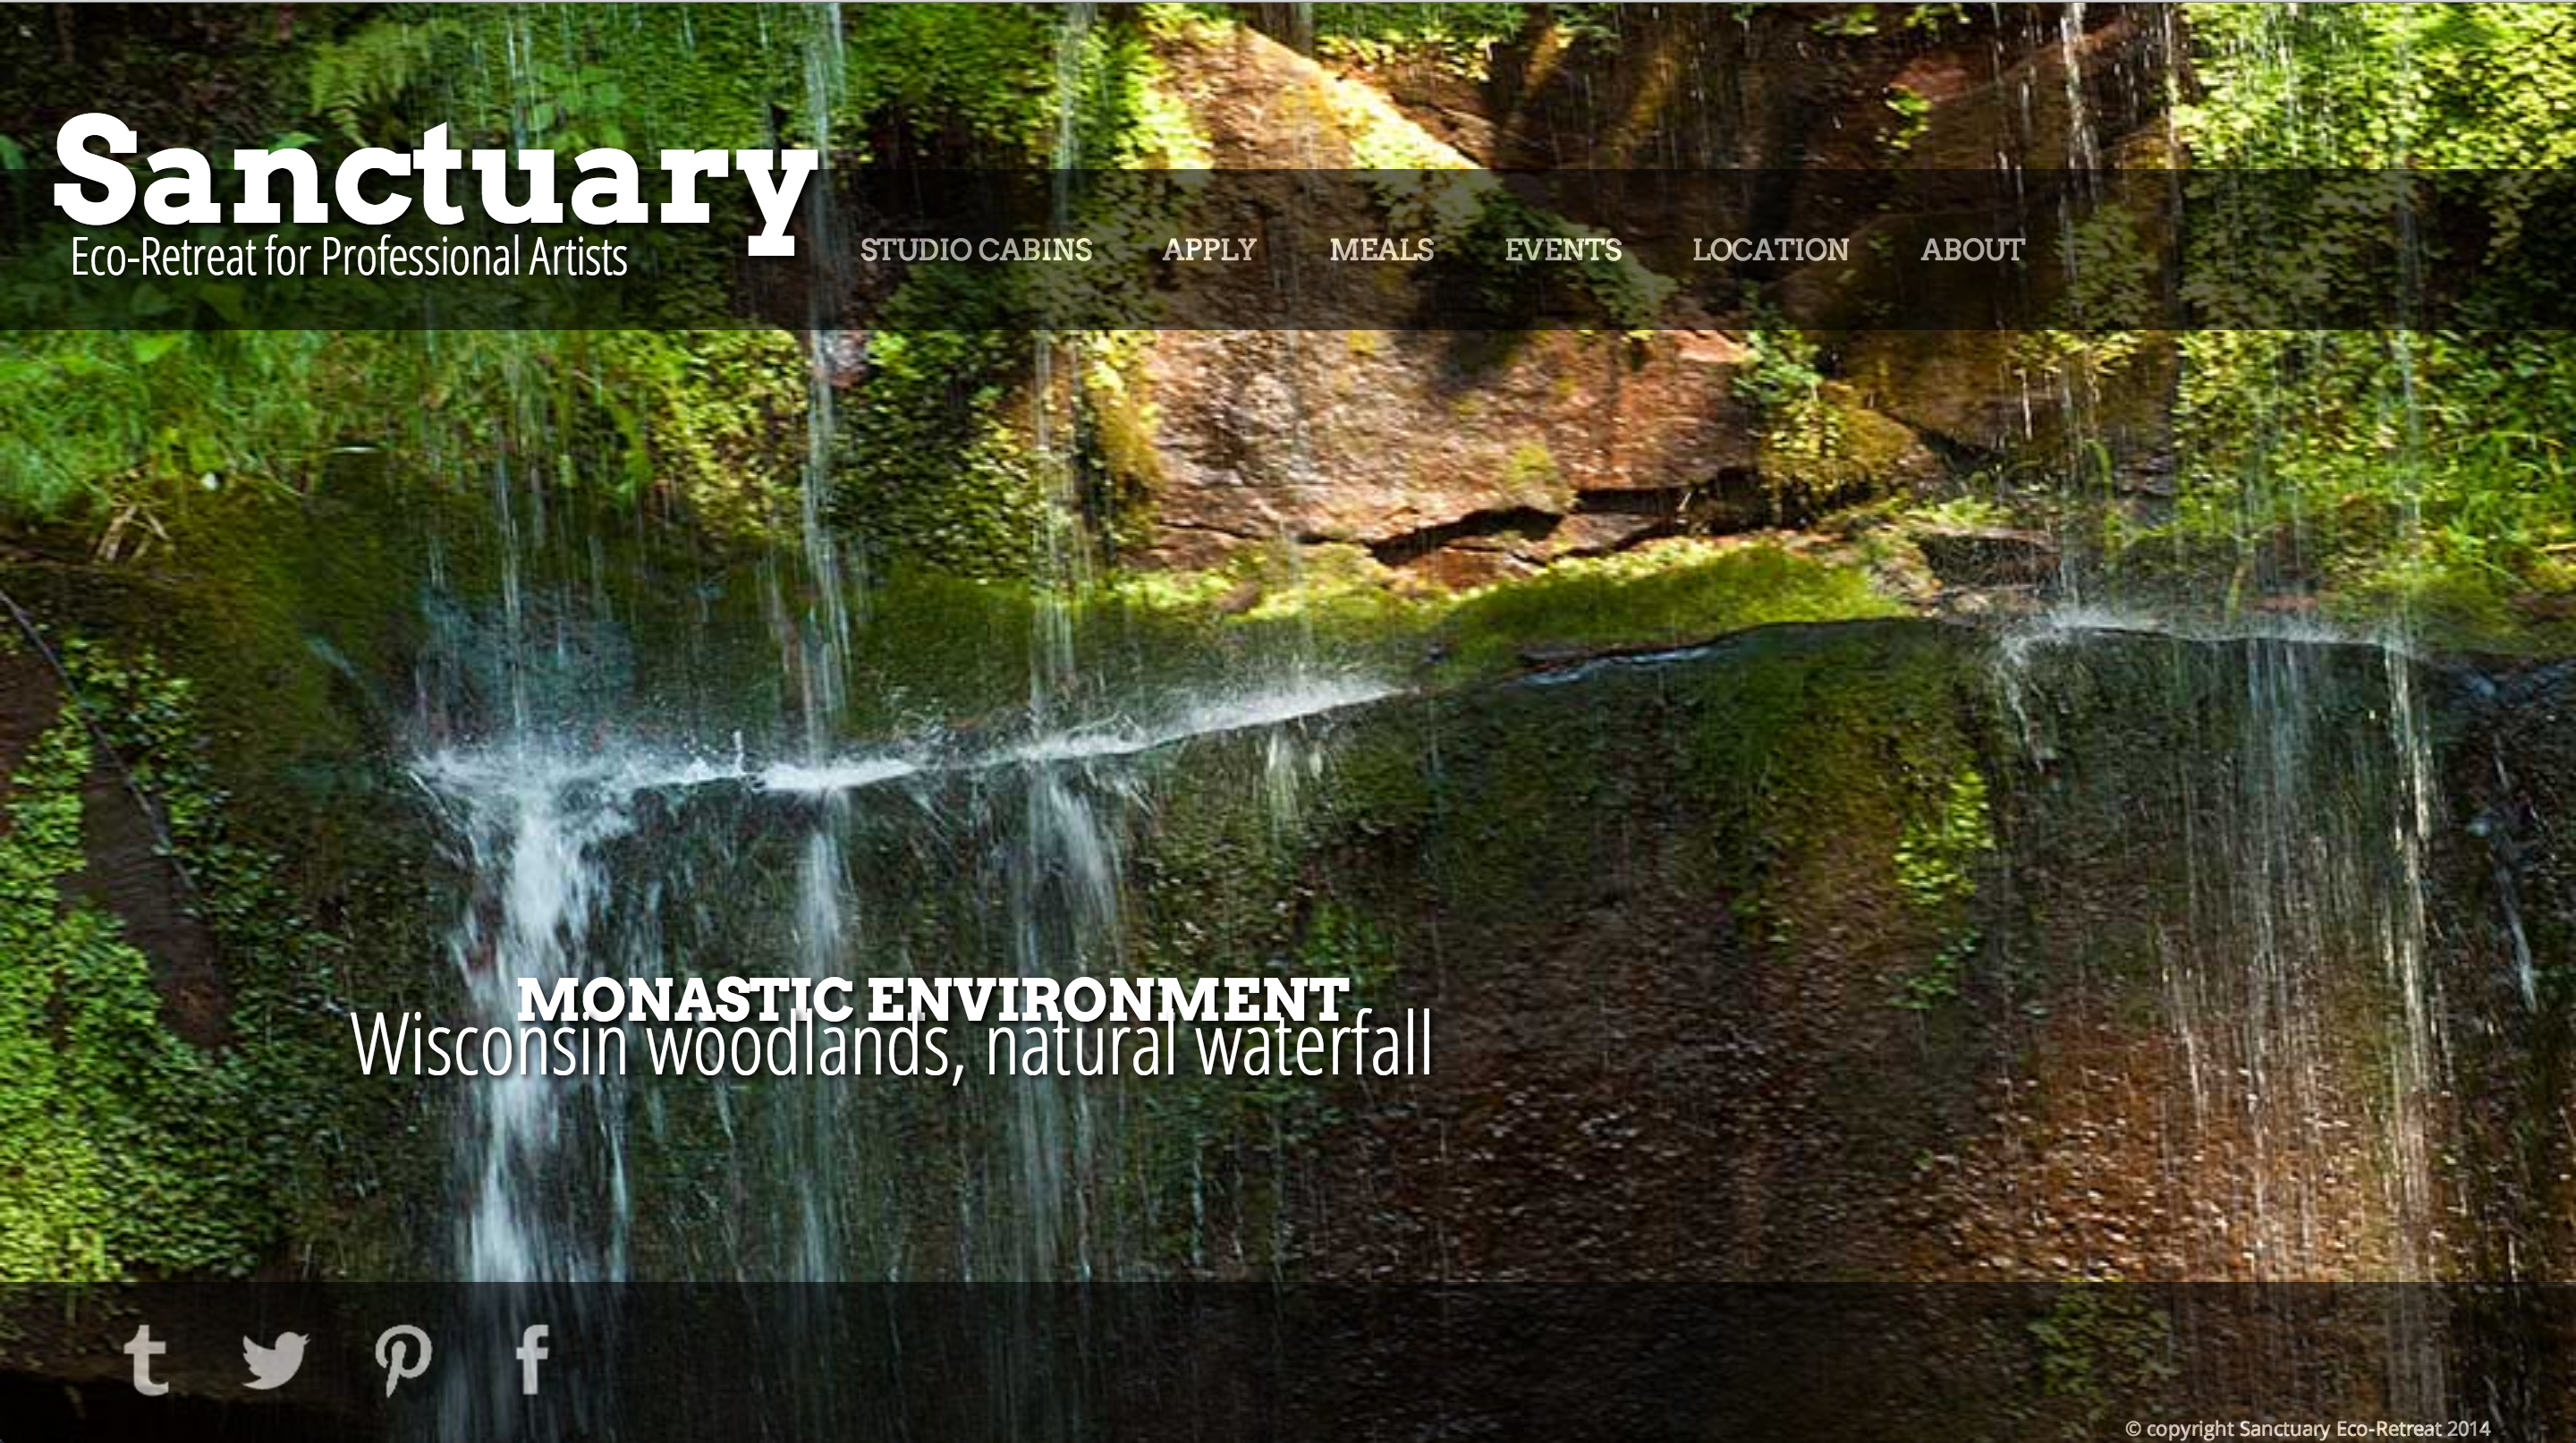 Sanctuary
Eco-Retreat for Professional Artists
STUDIO CABINS APPLY MEALS EVENTS LOCATION ABOUT
MONASTIC ENVIRONMENT
Wisconsin woodlands, natural waterfall
© copyright Sanctuary Eco-Retreat 2014